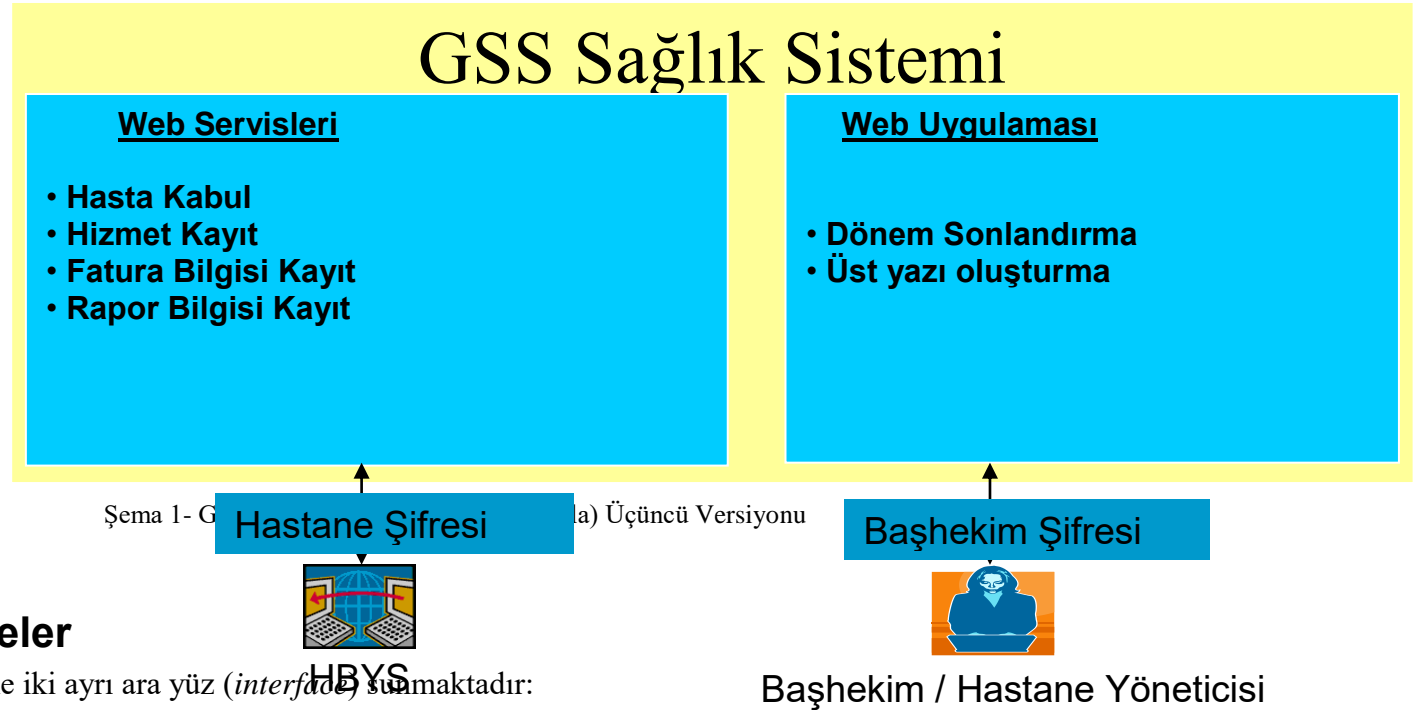 GSS Sağlık Sistemi
Web Servisleri
• Hasta Kabul
• Hizmet Kayıt
• Fatura Bilgisi Kayıt
• Rapor Bilgisi Kayıt
Web Uygulaması
• Dönem Sonlandırma
• Üst yazı oluşturma
Şema 1- G
Hastane Şifresi
la) Üçüncü Versiyonu
Başhekim Şifresi
eler
HBYS
e iki ayrı ara yüz (interface) sunmaktadır:
Başhekim / Hastane Yöneticisi